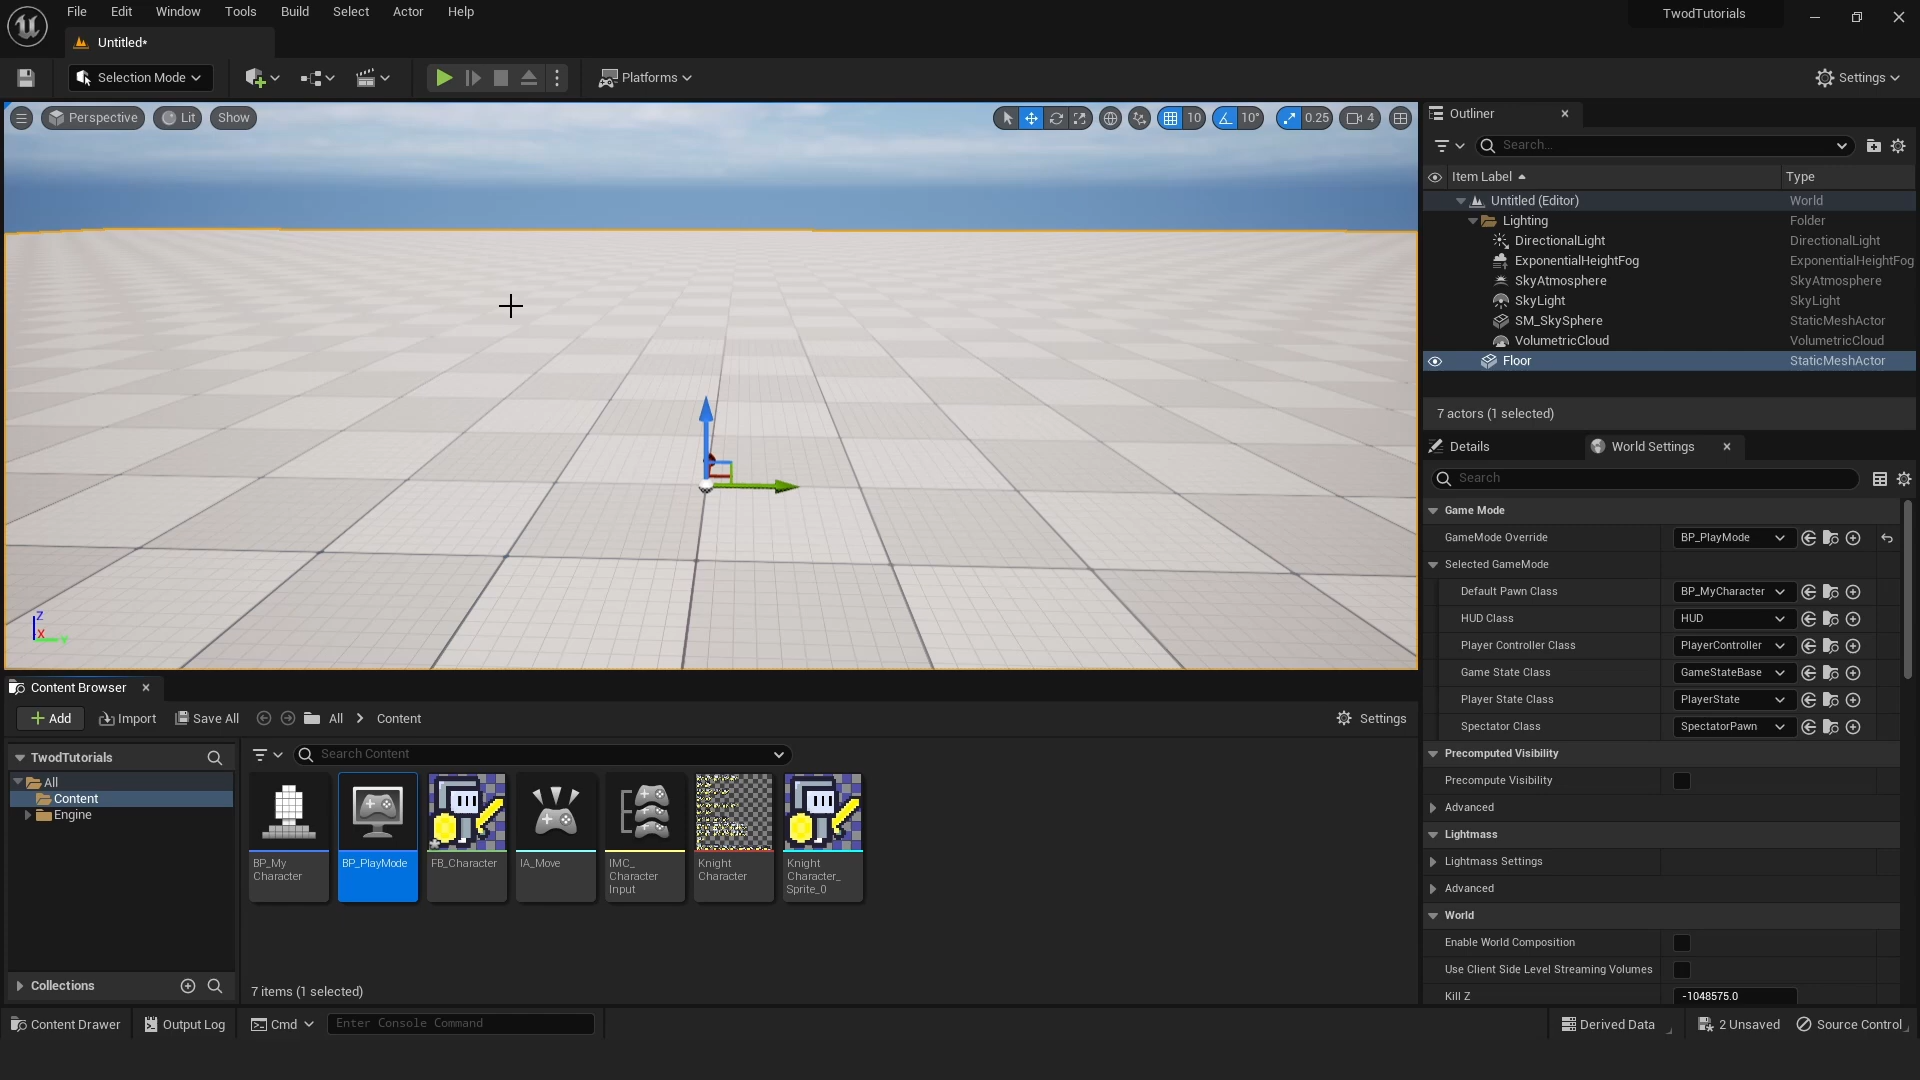 File Edit Window Tools Build Select Actor Help
TwodTutorials
Untitled*
Selection Mode
Platforms
Settings
Perspective Lit Show
10 10° 0.25 4
Z
X
Y
Outliner
Search...
Item Label Type
Untitled (Editor) World
Lighting Folder
DirectionalLight DirectionalLight
ExponentialHeightFog ExponentialHeightFog
SkyAtmosphere SkyAtmosphere
SkyLight SkyLight
SM_SkySphere StaticMeshActor
VolumetricCloud VolumetricCloud
Floor StaticMeshActor
7 actors (1 selected)
Details World Settings
Search
Game Mode
GameMode Override BP_PlayMode
Selected GameMode
Default Pawn Class BP_MyCharacter
HUD Class HUD
Player Controller Class PlayerController
Game State Class GameStateBase
Player State Class PlayerState
Spectator Class SpectatorPawn
Precomputed Visibility
Precompute Visibility
Advanced
Lightmass
Lightmass Settings
Advanced
World
Enable World Composition
Use Client Side Level Streaming Volumes
Kill Z -1048575.0
Content Browser
Add Import Save All All Content Settings
TwodTutorials
All
Content
Engine
Collections
Search Content
BP_My
Character
BP_PlayMode
FB_Character
IA_Move
IMC_
Character
Input
Knight
Character
Knight
Character_
Sprite_0
7 items (1 selected)
Content Drawer Output Log Cmd Enter Console Command Derived Data 2 Unsaved Source Control